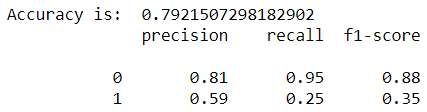 Accuracy is:  0.7921507298182902
precision    recall  f1-score
0       0.81      0.95      0.88
1       0.59      0.25      0.35